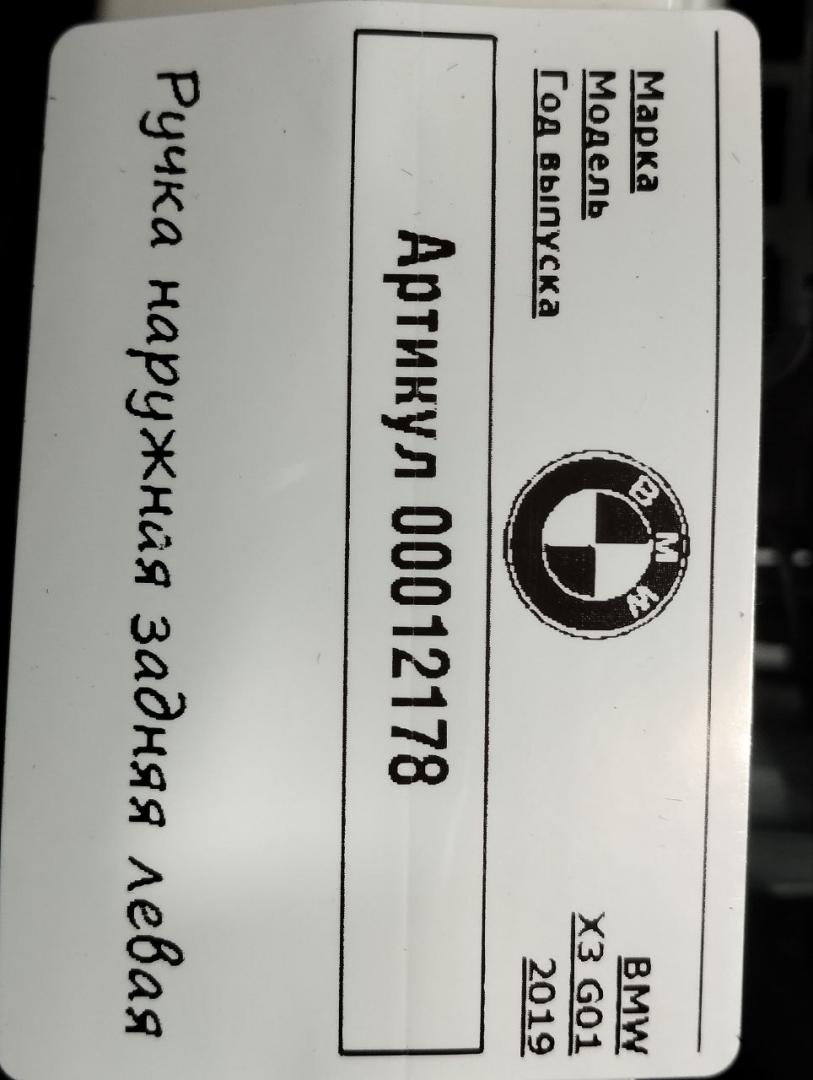 Марка BMW
Модель X3 G01
Год выпуска 2019
BMW
Артикул 00012178
Ручка наружная задняя левая